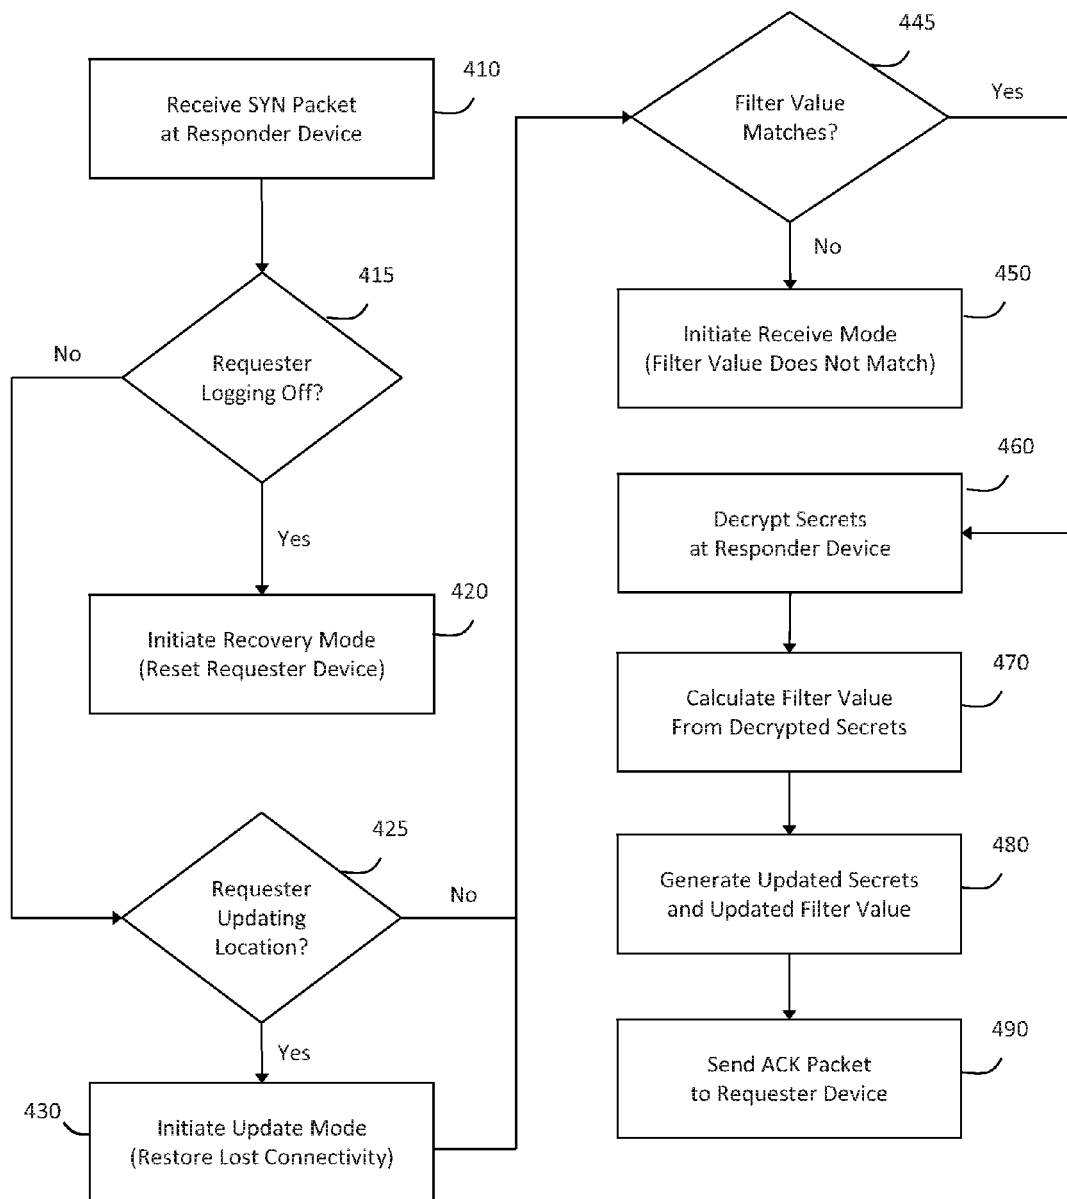 410
Receive SYN Packet
at Responder Device
415
No
Requester
Logging Off?
Yes
420
Initiate Recovery Mode
(Reset Requester Device)
425
Requester
Updating
Location?
No
Yes
430
Initiate Update Mode
(Restore Lost Connectivity)
445
Filter Value
Matches?
Yes
No
450
Initiate Receive Mode
(Filter Value Does Not Match)
460
Decrypt Secrets
at Responder Device
470
Calculate Filter Value
From Decrypted Secrets
480
Generate Updated Secrets
and Updated Filter Value
490
Send ACK Packet
to Requester Device